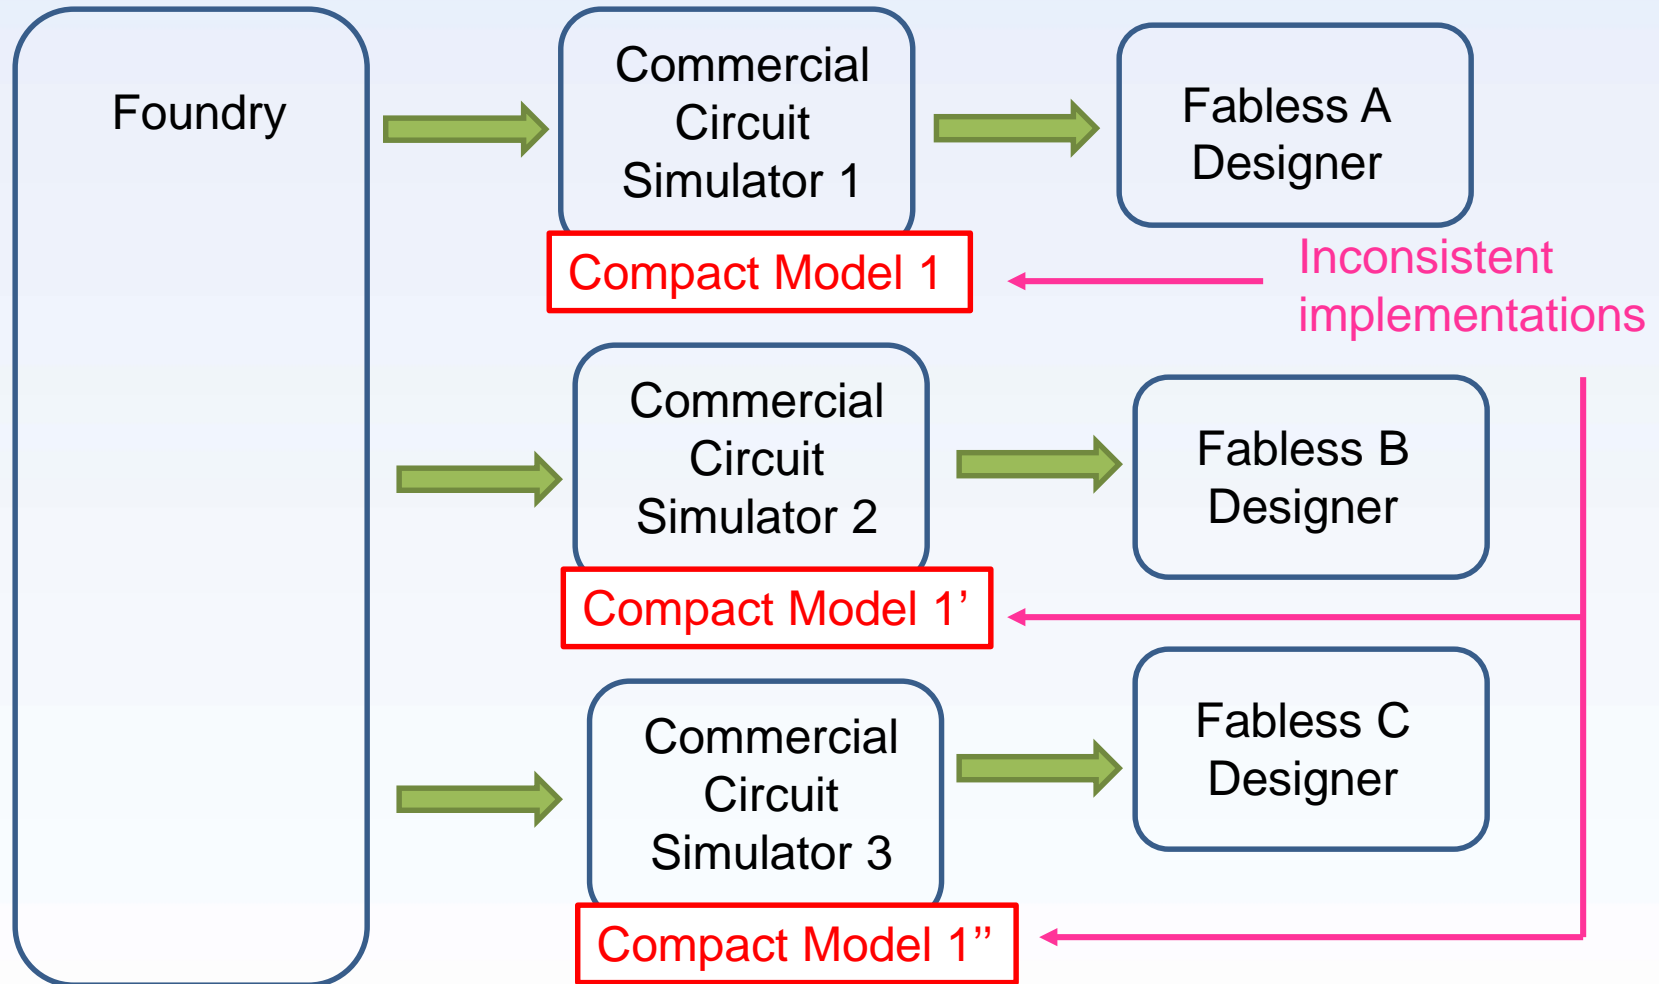 Foundry
Commercial
Circuit
Simulator 1
Compact Model 1
Fabless A
Designer
Inconsistent
implementations
Commercial
Circuit
Simulator 2
Compact Model 1’
Fabless B
Designer
Commercial
Circuit
Simulator 3
Compact Model 1’’
Fabless C
Designer